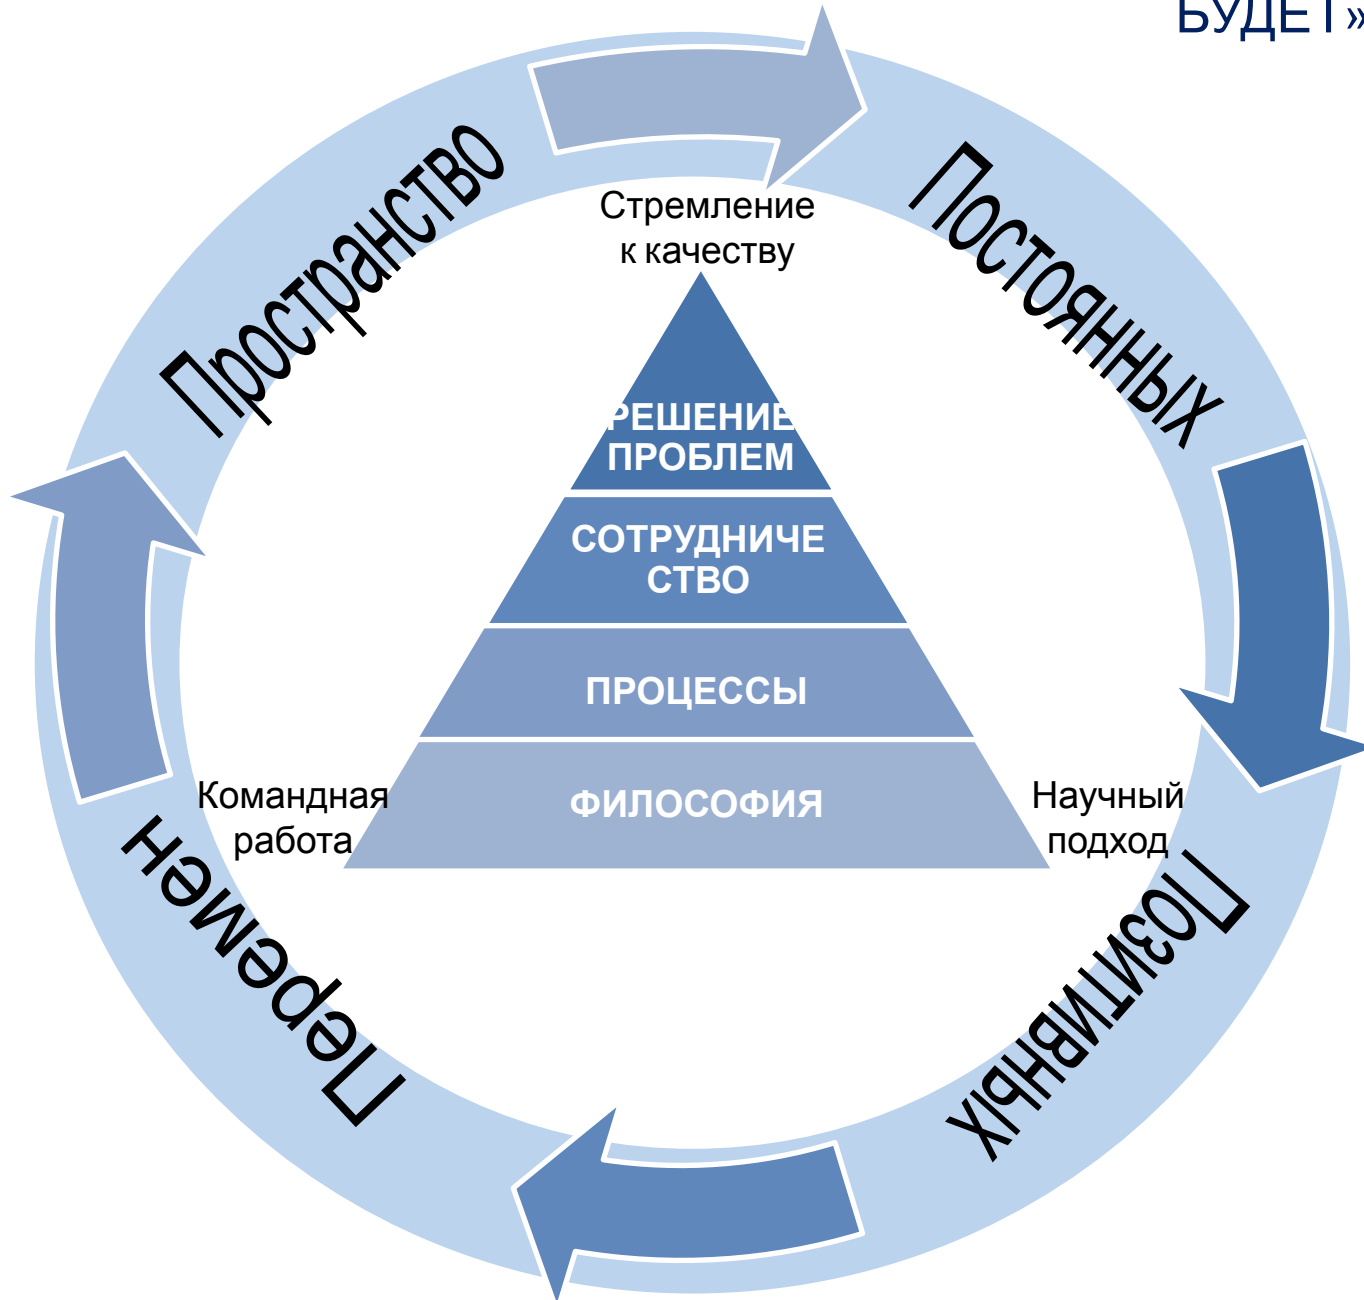 БУДЕТ»
Пространство
Постоянных
Позитивных
Перемен
Стремление
к качеству
РЕШЕНИЕ
ПРОБЛЕМ
СОТРУДНИЧЕ
СТВО
ПРОЦЕССЫ
ФИЛОСОФИЯ
Командная
работа
Научный
подход